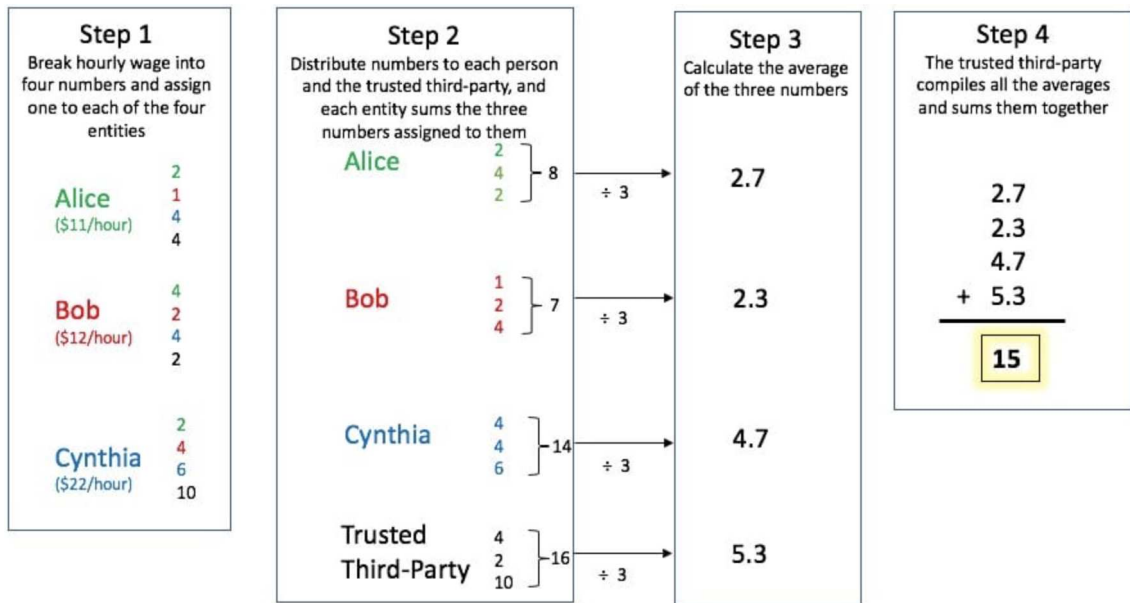 Step 1
Break hourly wage into
four numbers and assign
one to each of the four
entities
Alice
($11/hour)
2
1
4
4
Bob
($12/hour)
4
2
4
2
Cynthia
($22/hour)
2
4
6
10
Step 2
Distribute numbers to each person
and the trusted third-party, and
each entity sums the three
numbers assigned to them
Alice
2
4
2
8
÷ 3
Bob
1
2
4
7
÷ 3
Cynthia
4
4
6
14
÷ 3
Trusted
Third-Party
4
2
10
16
÷ 3
Step 3
Calculate the average
of the three numbers
2.7
2.3
4.7
5.3
Step 4
The trusted third-party
compiles all the averages
and sums them together
2.7
2.3
4.7
+ 5.3
15